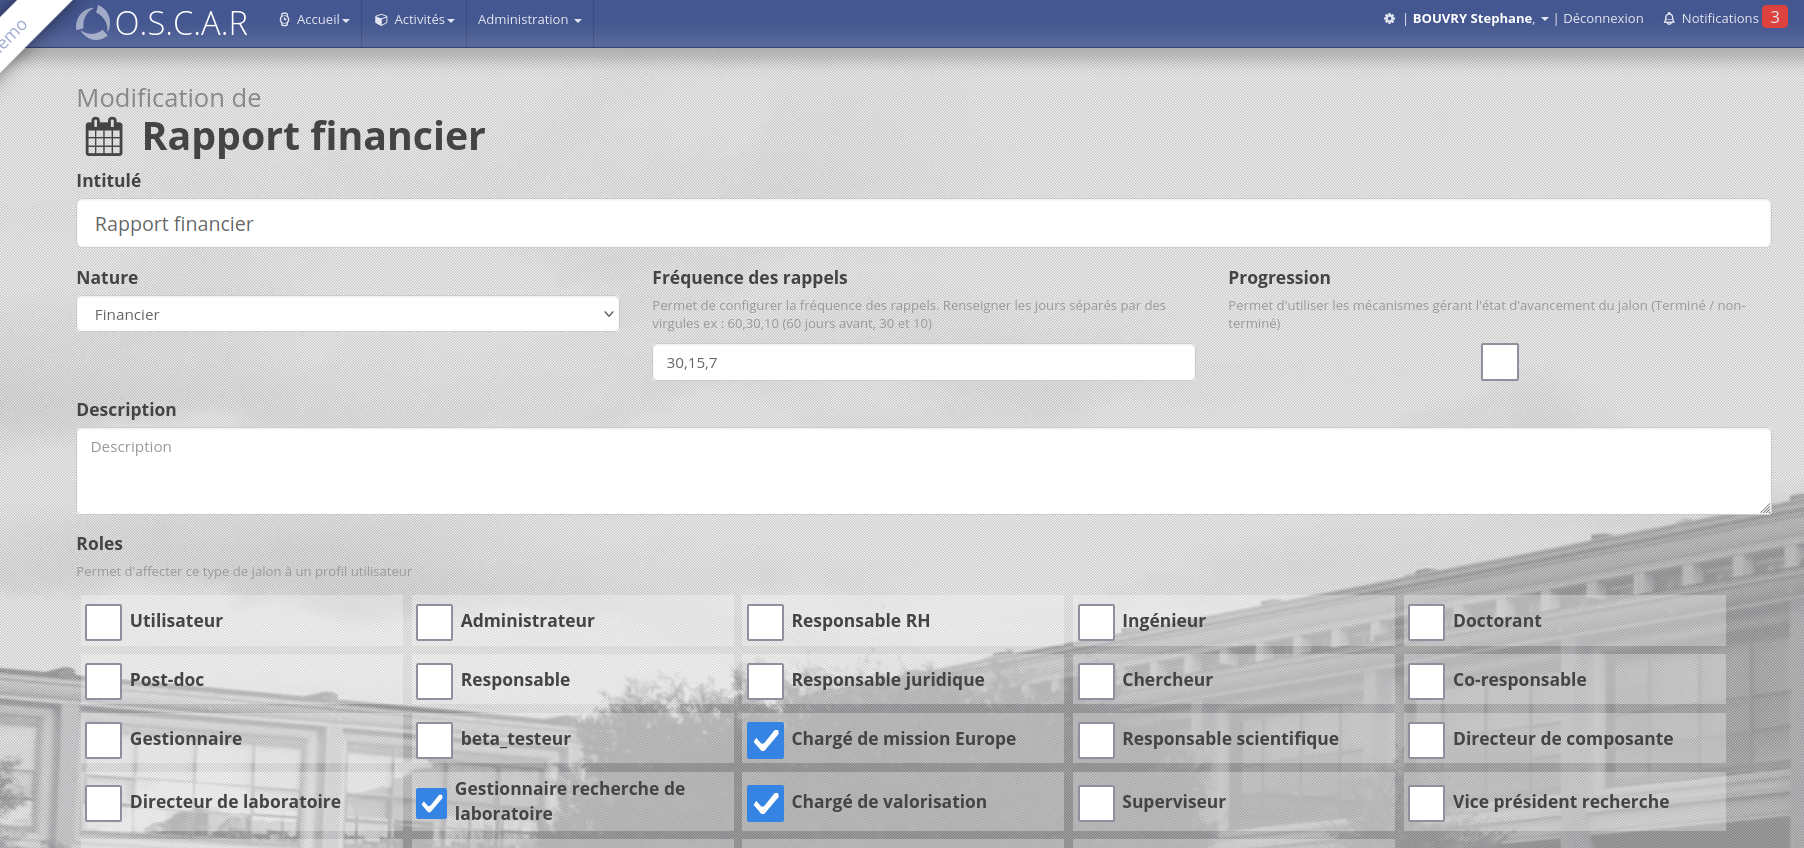 O.S.C.A.R Accueil Activités Administration | BOUVRY Stephane, | Déconnexion Notifications 3
Modification de
Rapport financier
Intitulé
Rapport financier
Nature Fréquence des rappels Progression
Permet de configurer la fréquence des rappels. Renseigner les jours séparés par des Permet d'utiliser les mécanismes gérant l'état d'avancement du jalon (Terminé / non-
Financier virgules ex : 60,30,10 (60 jours avant, 30 et 10) terminé)
30,15,7
Description
Description
Roles
Permet d'affecter ce type de jalon à un profil utilisateur
Utilisateur Administrateur Responsable RH Ingénieur Doctorant
Post-doc Responsable Responsable juridique Chercheur Co-responsable
Gestionnaire beta_testeur Chargé de mission Europe Responsable scientifique Directeur de composante
Directeur de laboratoire Gestionnaire recherche de laboratoire Chargé de valorisation Superviseur Vice président recherche